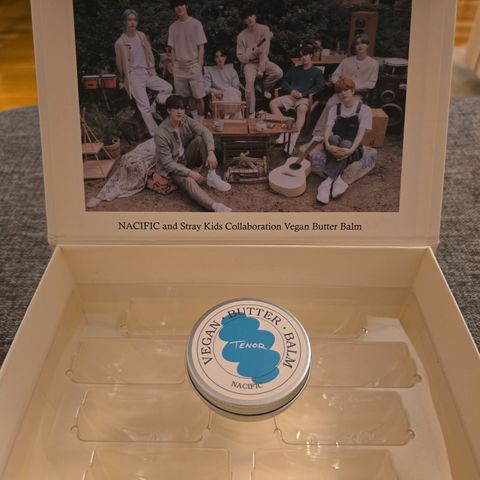 NACIFIC and Stray Kids Collaboration Vegan Butter Balm
VEGAN · BUTTER · BALM
TENOR
NACIFIC